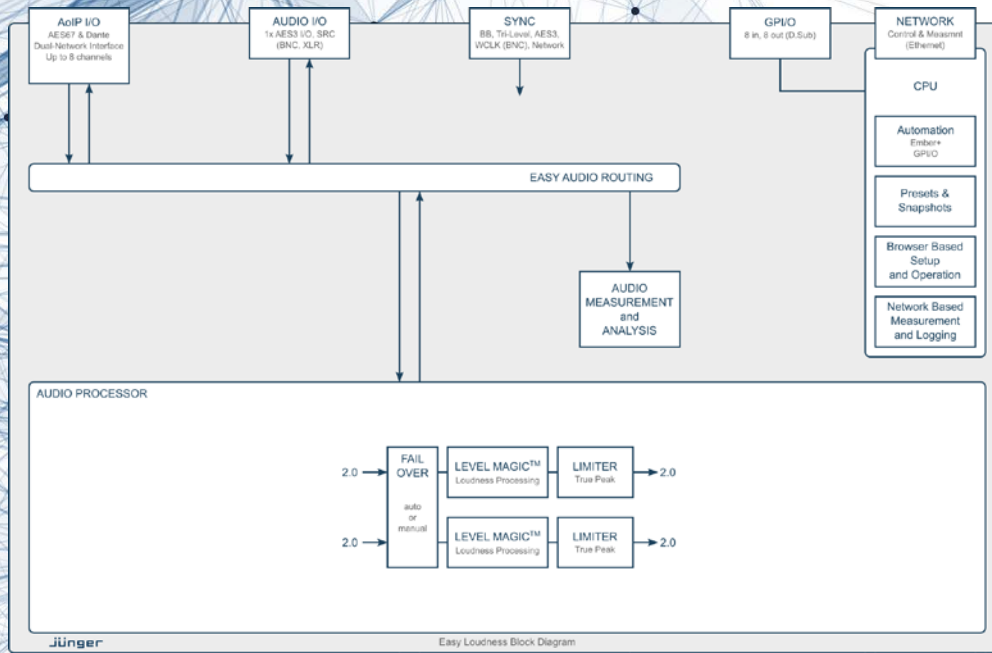 AoIP I/O
AES67 & Dante
Dual-Network Interface
Up to 8 channels
AUDIO I/O
1x AES3 I/O, SRC
(BNC, XLR)
SYNC
BB, Tri-Level, AES3,
WCLK (BNC), Network
GPI/O
8 in, 8 out (D.Sub)
NETWORK
Control & Measmnt
(Ethernet)
CPU
Automation
Ember+
GPI/O
Presets &
Snapshots
Browser Based
Setup
and Operation
Network Based
Measurement
and Logging
EASY AUDIO ROUTING
AUDIO
MEASUREMENT
and
ANALYSIS
AUDIO PROCESSOR
2.0
FAIL
OVER
auto
or
manual
LEVEL MAGIC™
Loudness Processing
LIMITER
True Peak
2.0
2.0
LEVEL MAGIC™
Loudness Processing
LIMITER
True Peak
2.0
jünger
Easy Loudness Block Diagram